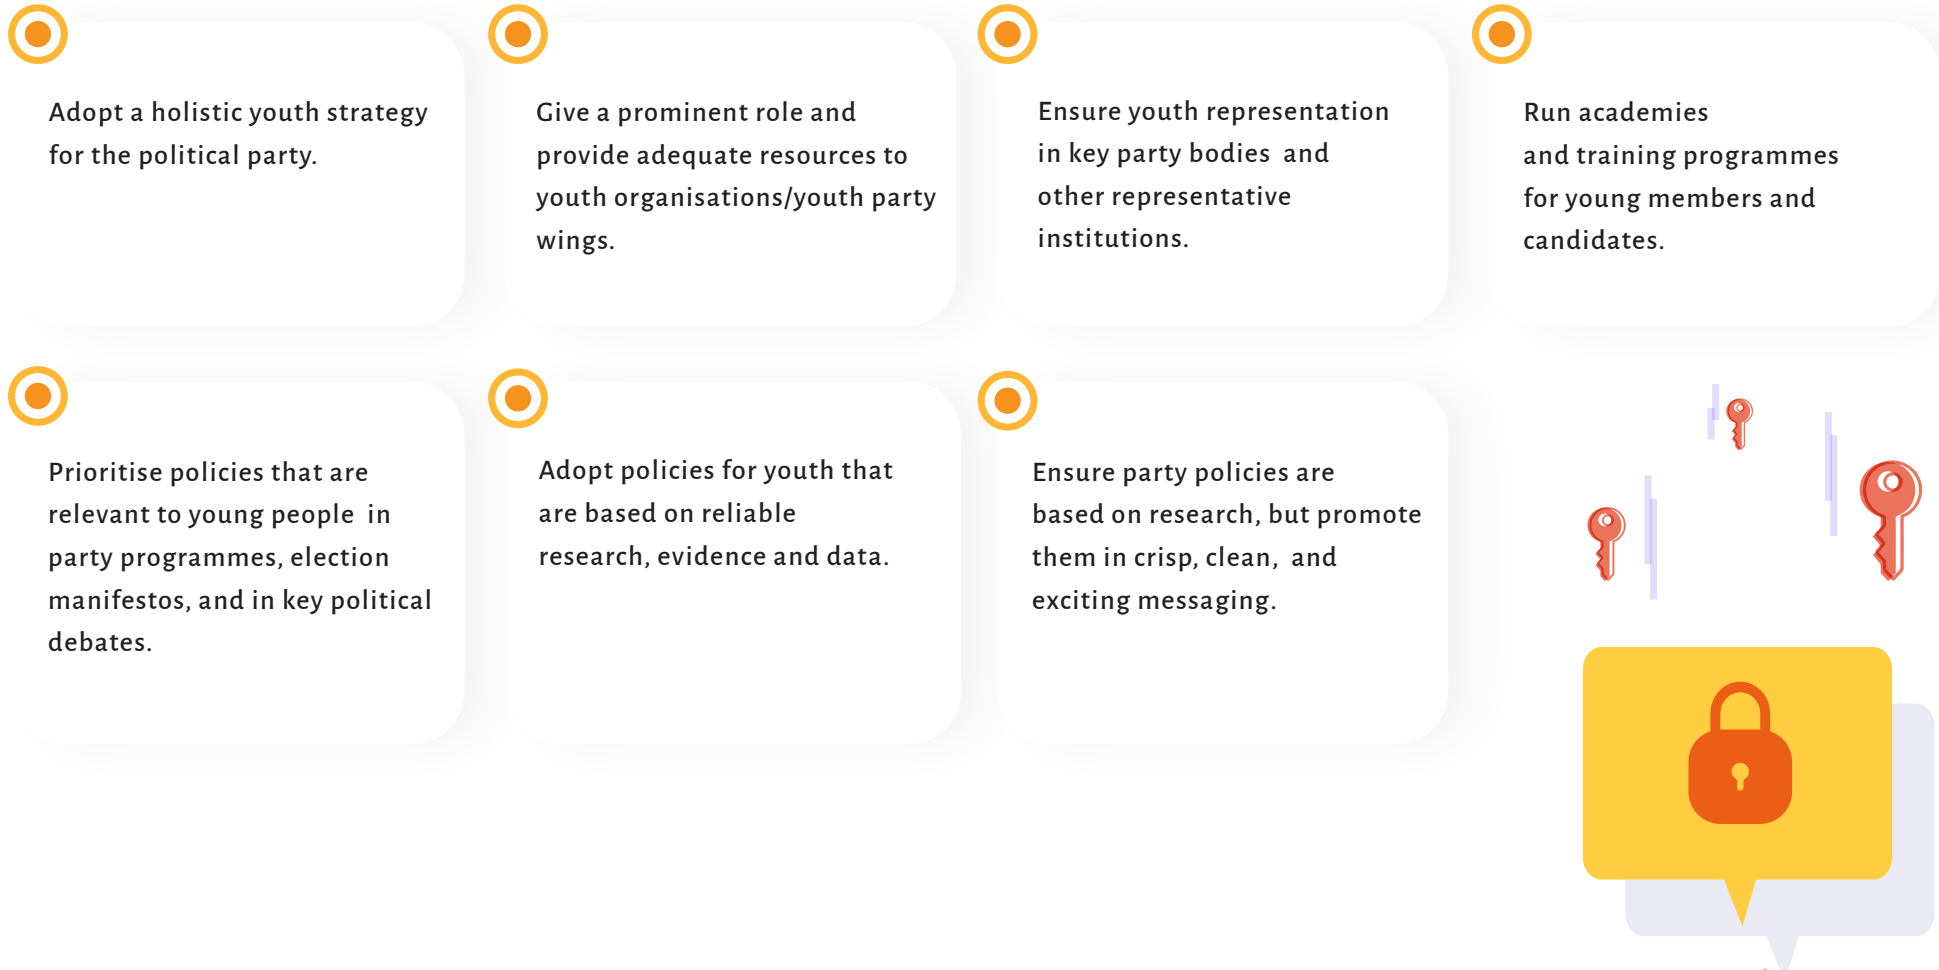 Adopt a holistic youth strategy
for the political party.
Give a prominent role and
provide adequate resources to
youth organisations/youth party
wings.
Ensure youth representation
in key party bodies and
other representative
institutions.
Run academies
and training programmes
for young members and
candidates.
Prioritise policies that are
relevant to young people in
party programmes, election
manifestos, and in key political
debates.
Adopt policies for youth that
are based on reliable
research, evidence and data.
Ensure party policies are
based on research, but promote
them in crisp, clean, and
exciting messaging.